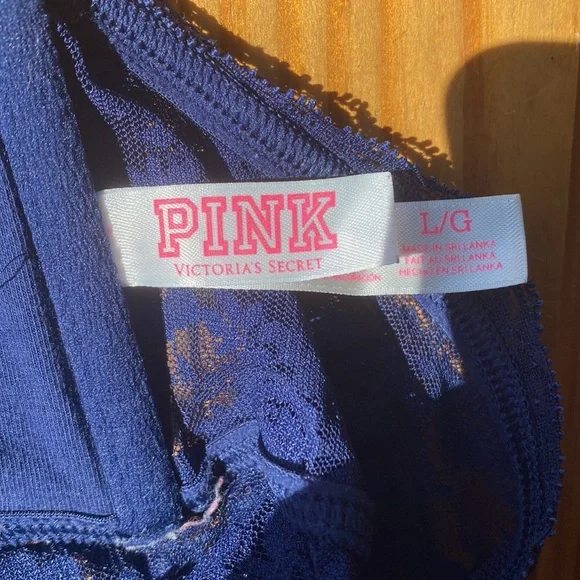 PINK
VICTORIA'S SECRET
L/G
MADE IN SRI LANKA
FAIT AU SRI LANKA
HECHO EN SRI LANKA